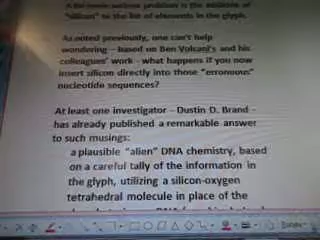 "silicon" to the list of elements in the glyph.
As noted previously, one can't help
wondering - based on Ben Volcani's and his
colleagues' work - what happens if you now
insert silicon directly into those "erronous"
nucleotide sequences?
At least one investigator - Dustin D. Brand -
has already published a remarkable answer
to such musings:
a plausible "alien" DNA chemistry, based
on a careful tally of the information in
the glyph, utilizing a silicon-oxygen
tetrahedral molecule in place of the